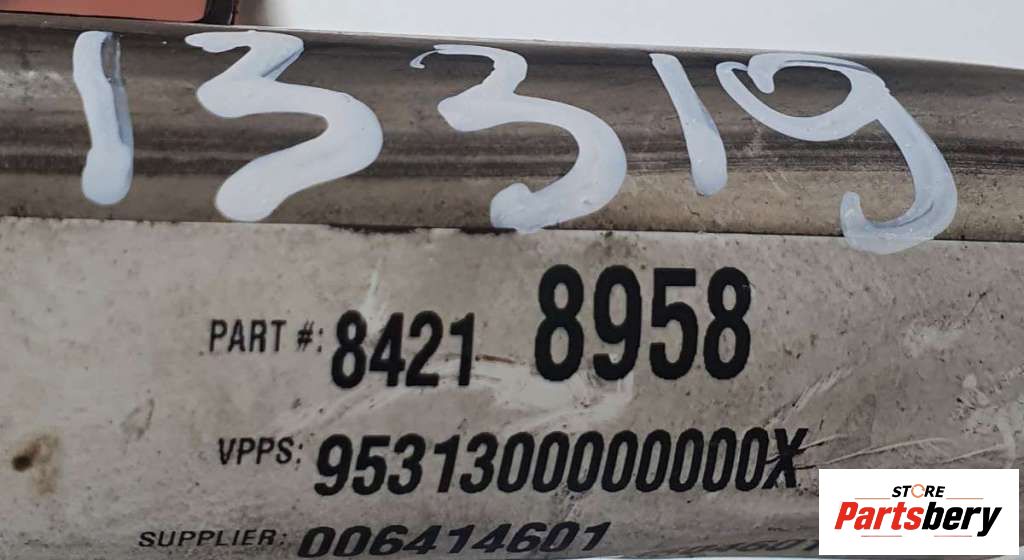 13319
PART #: 8421 8958
VPPS: 9531300000000X
SUPPLIER: 006414601
STORE
Partsbery